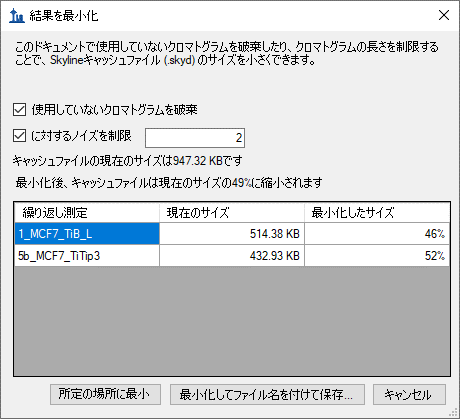 結果を最小化
このドキュメントで使用していないクロマトグラムを破棄したり、クロマトグラムの長さを制限する
ことで、Skylineキャッシュファイル (.skyd) のサイズを小さくできます。
使用していないクロマトグラムを破棄
に対するノイズを制限 2
キャッシュファイルの現在のサイズは947.32 KBです
最小化後、キャッシュファイルは現在のサイズの49%に縮小されます
繰り返し測定 現在のサイズ 最小化したサイズ
1_MCF7_TiB_L 514.38 KB 46%
5b_MCF7_TiTip3 432.93 KB 52%
所定の場所に最小 最小化してファイル名を付けて保存... キャンセル